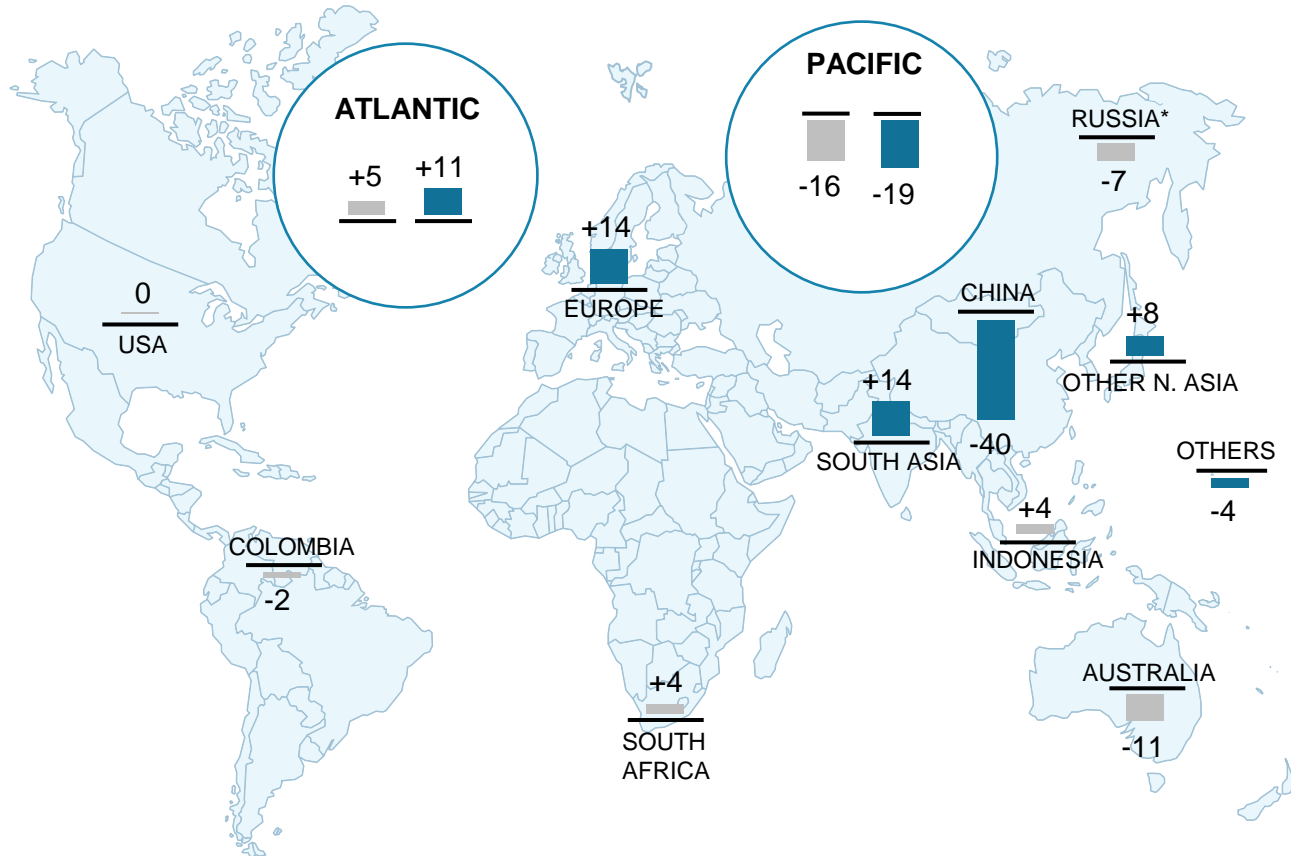 PACIFIC
ATLANTIC
RUSSIA*
+5 +11
-16 -19
-7
+14
EUROPE
0
USA
CHINA
-40
+8
OTHER N. ASIA
+14
SOUTH ASIA
OTHERS
-4
+4
INDONESIA
COLOMBIA
-2
AUSTRALIA
-11
+4
SOUTH
AFRICA